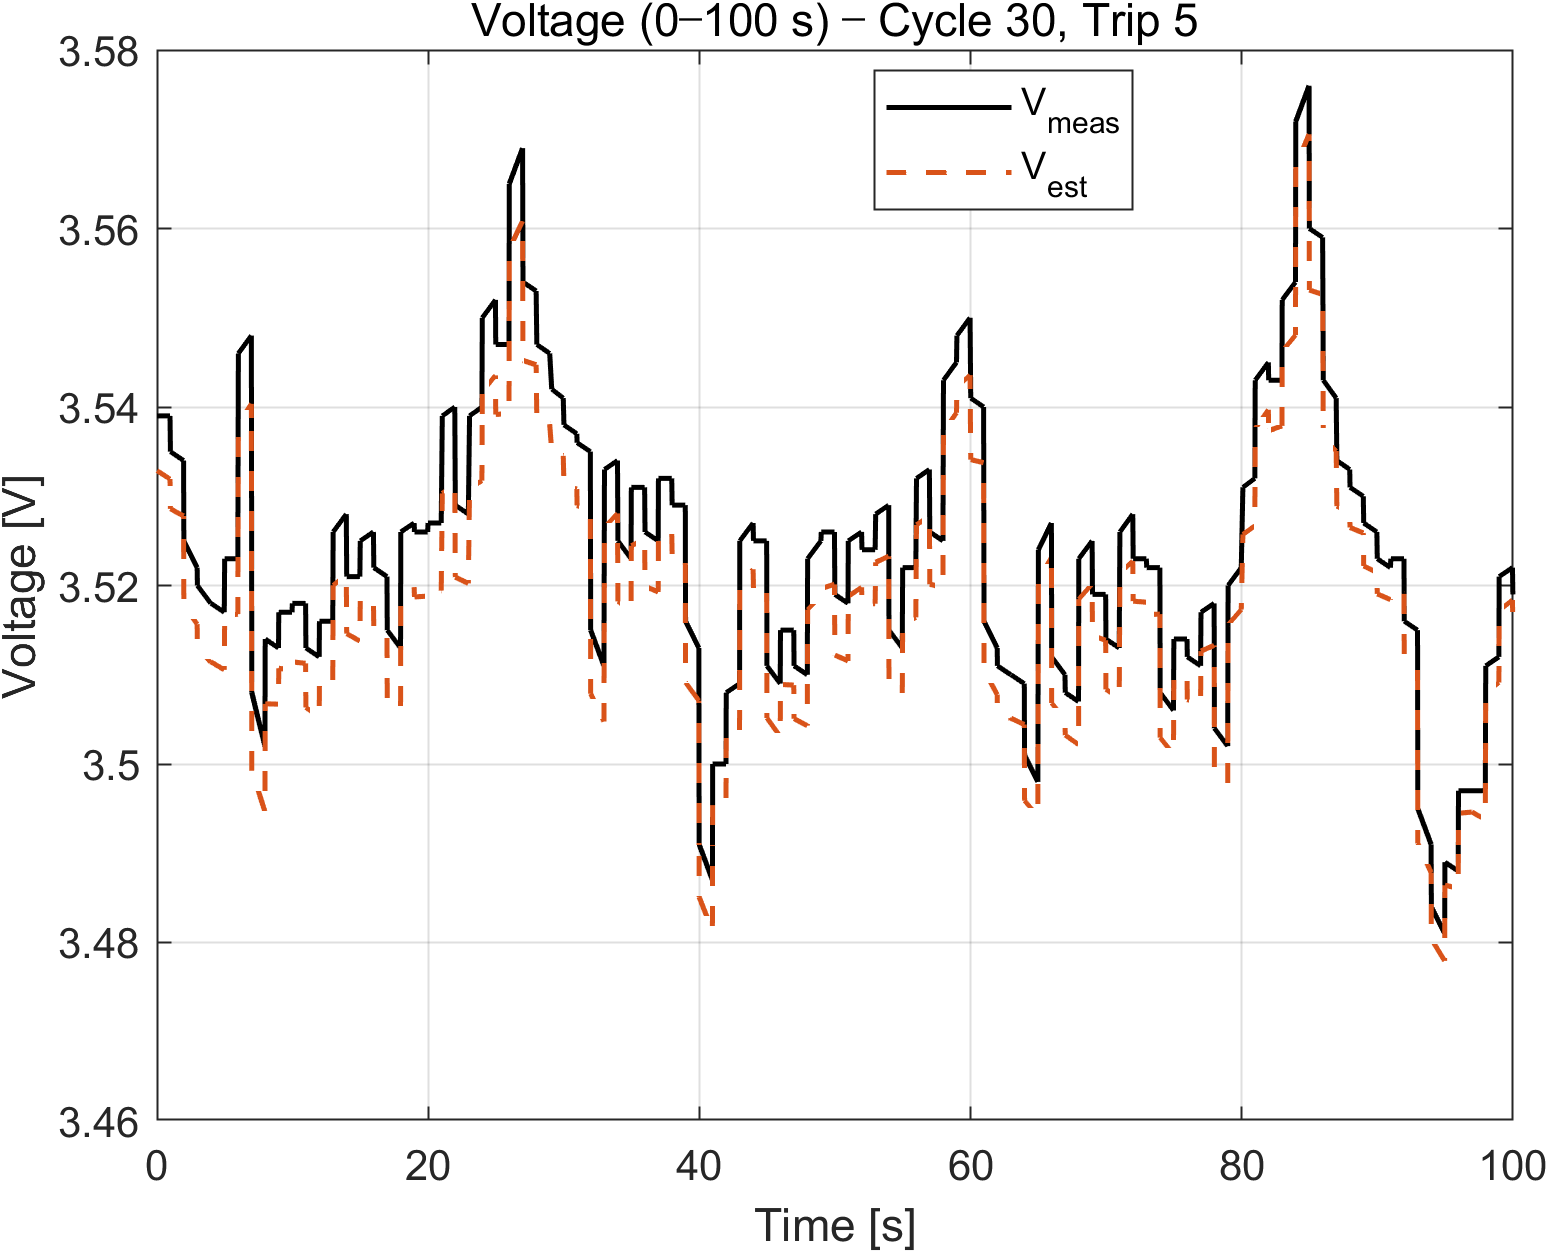 Voltage (0–100 s) – Cycle 30, Trip 5
3.58
3.56
3.54
3.52
3.5
3.48
3.46
Voltage [V]
V_meas
V_est
0 20 40 60 80 100
Time [s]